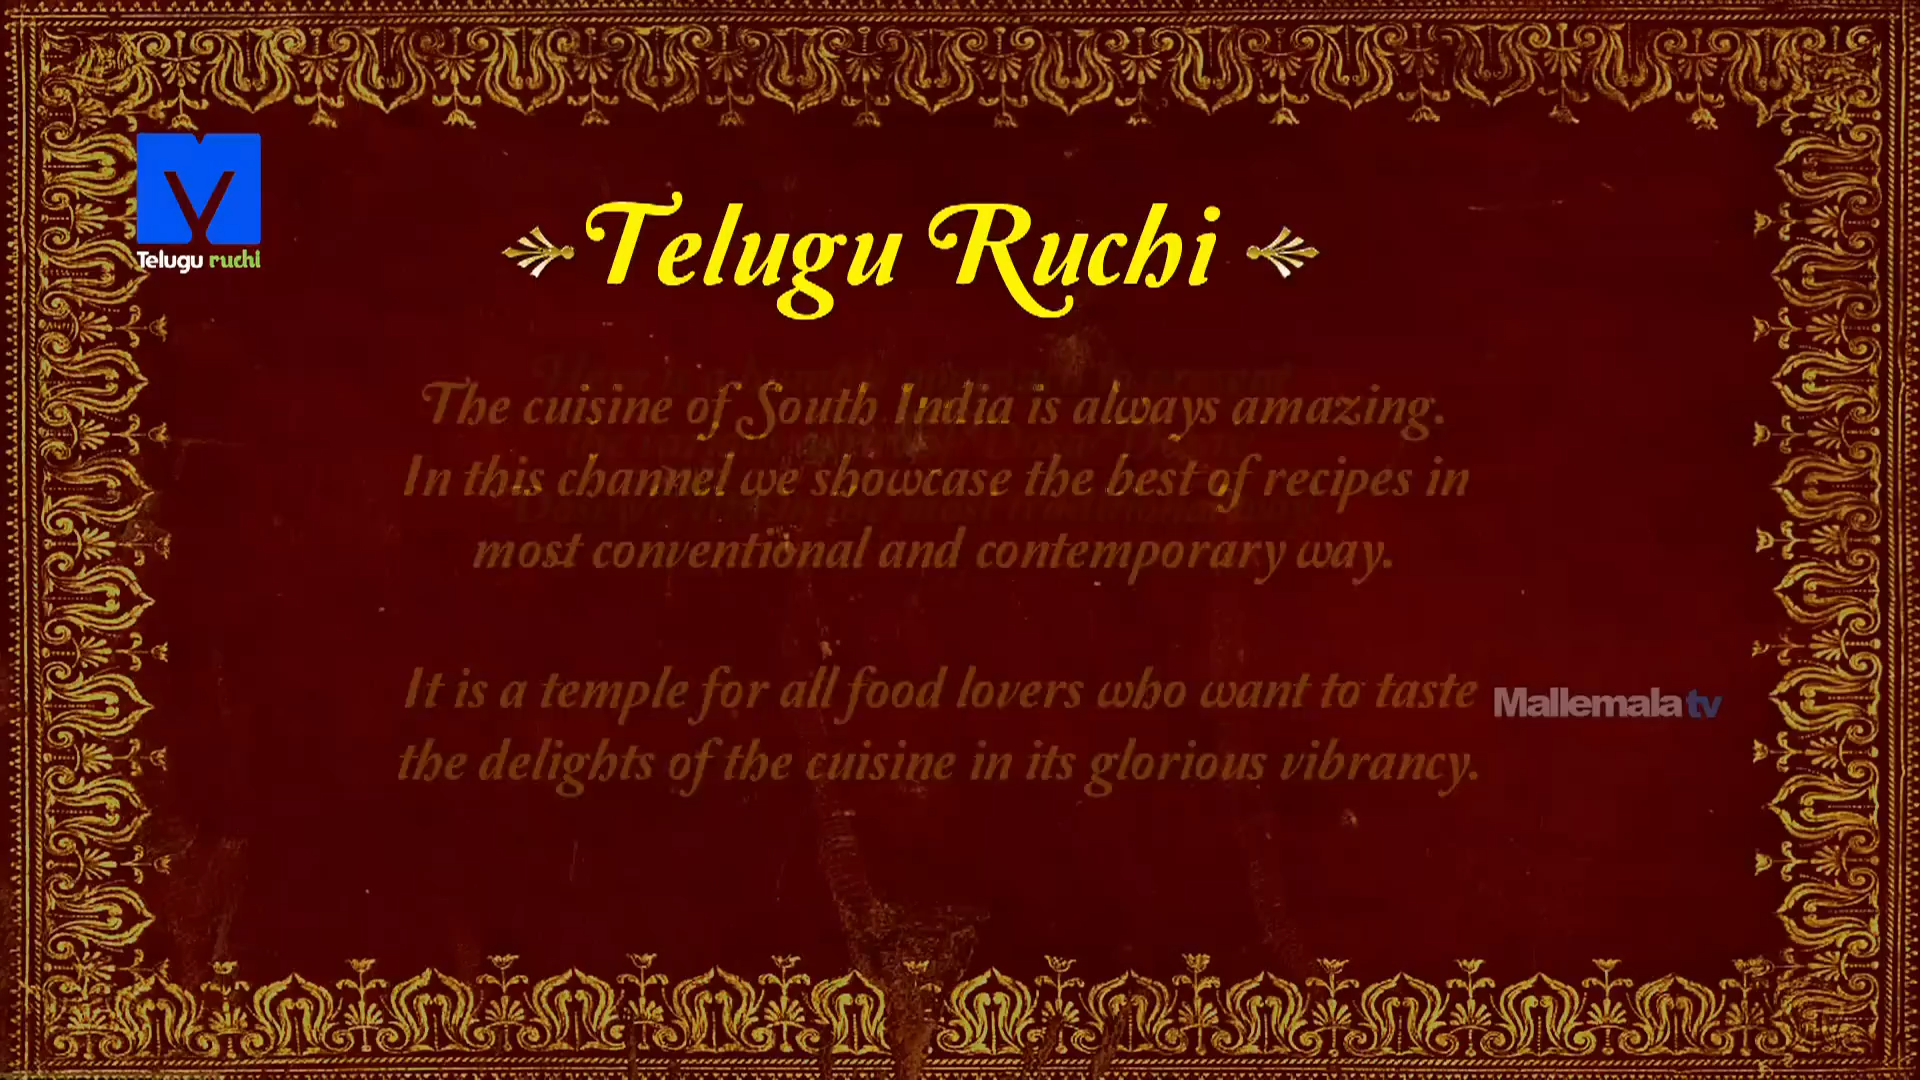 Telugu ruchi
Telugu Ruchi
The cuisine of South India is always amazing.
In this channel we showcase the best of recipes in
most conventional and contemporary way.
It is a temple for all food lovers who want to taste
the delights of the cuisine in its glorious vibrancy.
Mallemala tv